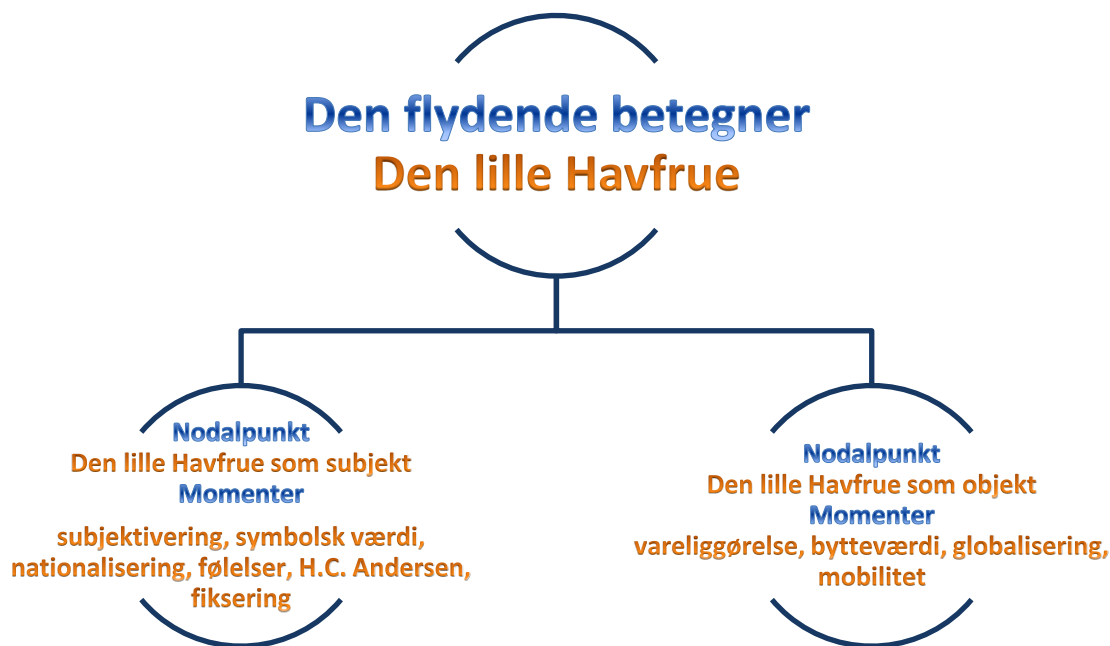 Den flydende betegner
Den lille Havfrue
Nodalpunkt
Den lille Havfrue som subjekt
Momenter
subjektivering, symbolsk værdi,
nationalisering, følelser, H.C. Andersen,
fiksering
Nodalpunkt
Den lille Havfrue som objekt
Momenter
vareliggørelse, bytteværdi, globalisering,
mobilitet